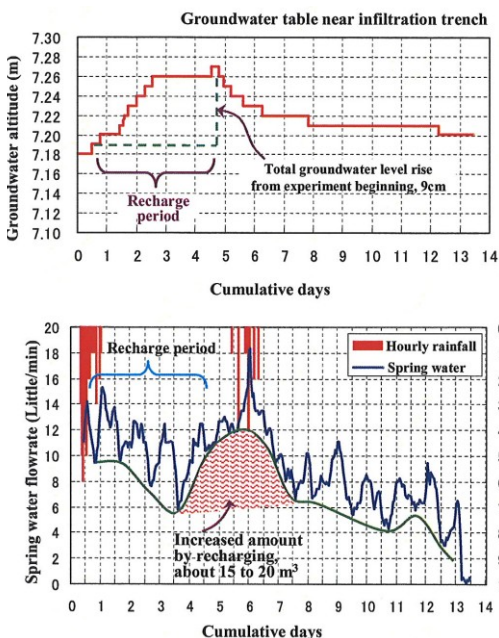 Groundwater table near infiltration trench
Groundwater altitude (m)
7,30
7,28
7,26
7,24
7,22
7,20
7,18
7,16
7,14
7,12
7,10
Recharge
period
Total groundwater level rise
from experiment beginning, 9cm
0 1 2 3 4 5 6 7 8 9 10 11 12 13 14
Cumulative days
Spring water flowrate (Little/min)
20
18
16
14
12
10
8
6
4
2
0
Recharge period
Hourly rainfall
Spring water
Increased amount
by recharging,
about 15 to 20 m³
0 1 2 3 4 5 6 7 8 9 10 11 12 13 14
Cumulative days